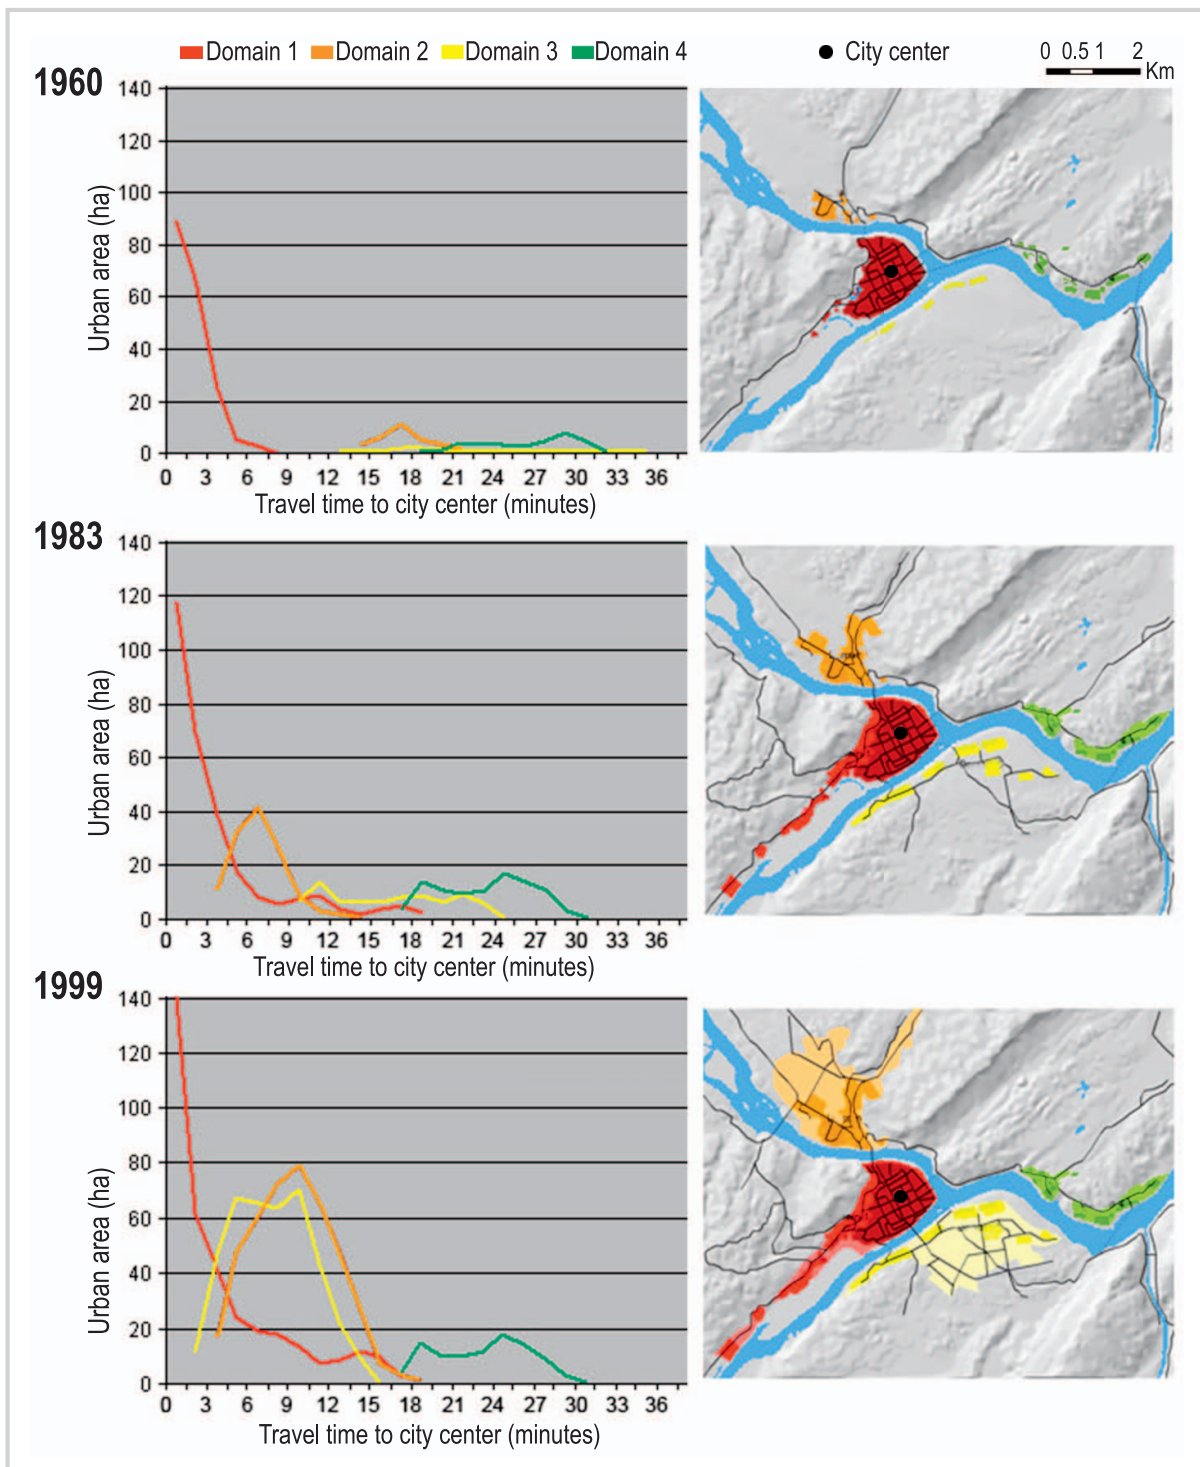 Domain 1 Domain 2 Domain 3 Domain 4 City center 0 0.5 1 2 Km
1960
140
120
100
80
60
40
20
0
Urban area (ha)
0 3 6 9 12 15 18 21 24 27 30 33 36
Travel time to city center (minutes)
1983
140
120
100
80
60
40
20
0
Urban area (ha)
0 3 6 9 12 15 18 21 24 27 30 33 36
Travel time to city center (minutes)
1999
140
120
100
80
60
40
20
0
Urban area (ha)
0 3 6 9 12 15 18 21 24 27 30 33 36
Travel time to city center (minutes)